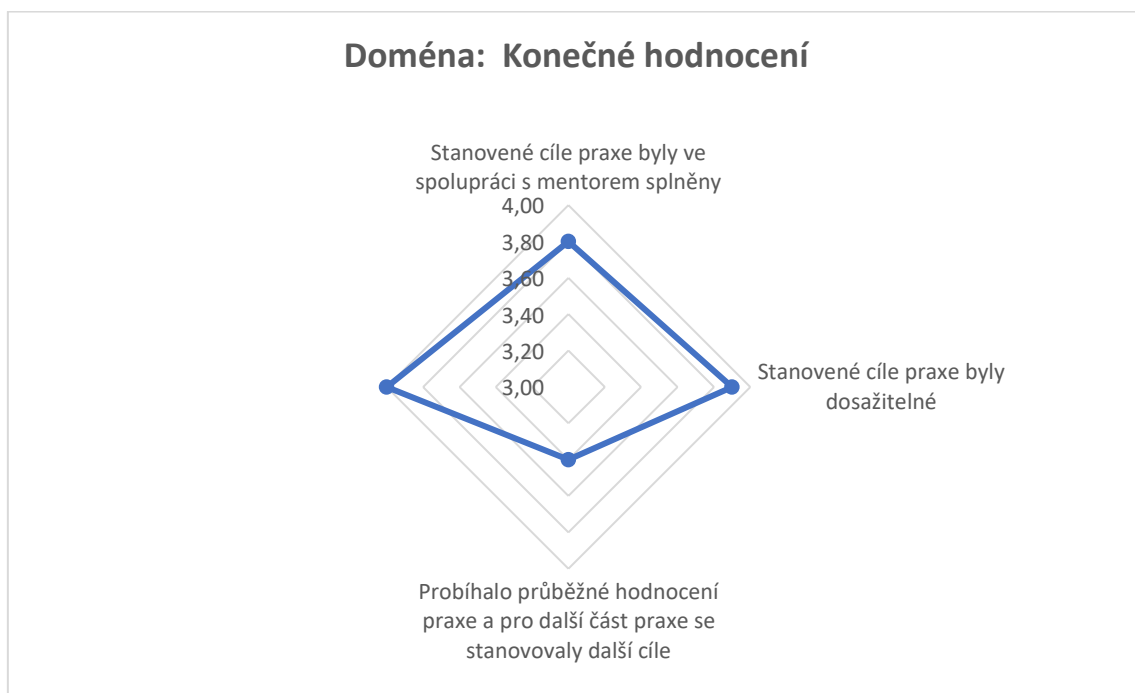 Doména:  Konečné hodnocení
Stanovené cíle praxe byly ve
spolupráci s mentorem splněny
4,00
3,80
3,60
3,40
3,20
3,00
Stanovené cíle praxe byly
dosažitelné
Probíhalo průběžné hodnocení
praxe a pro další část praxe se
stanovovaly další cíle